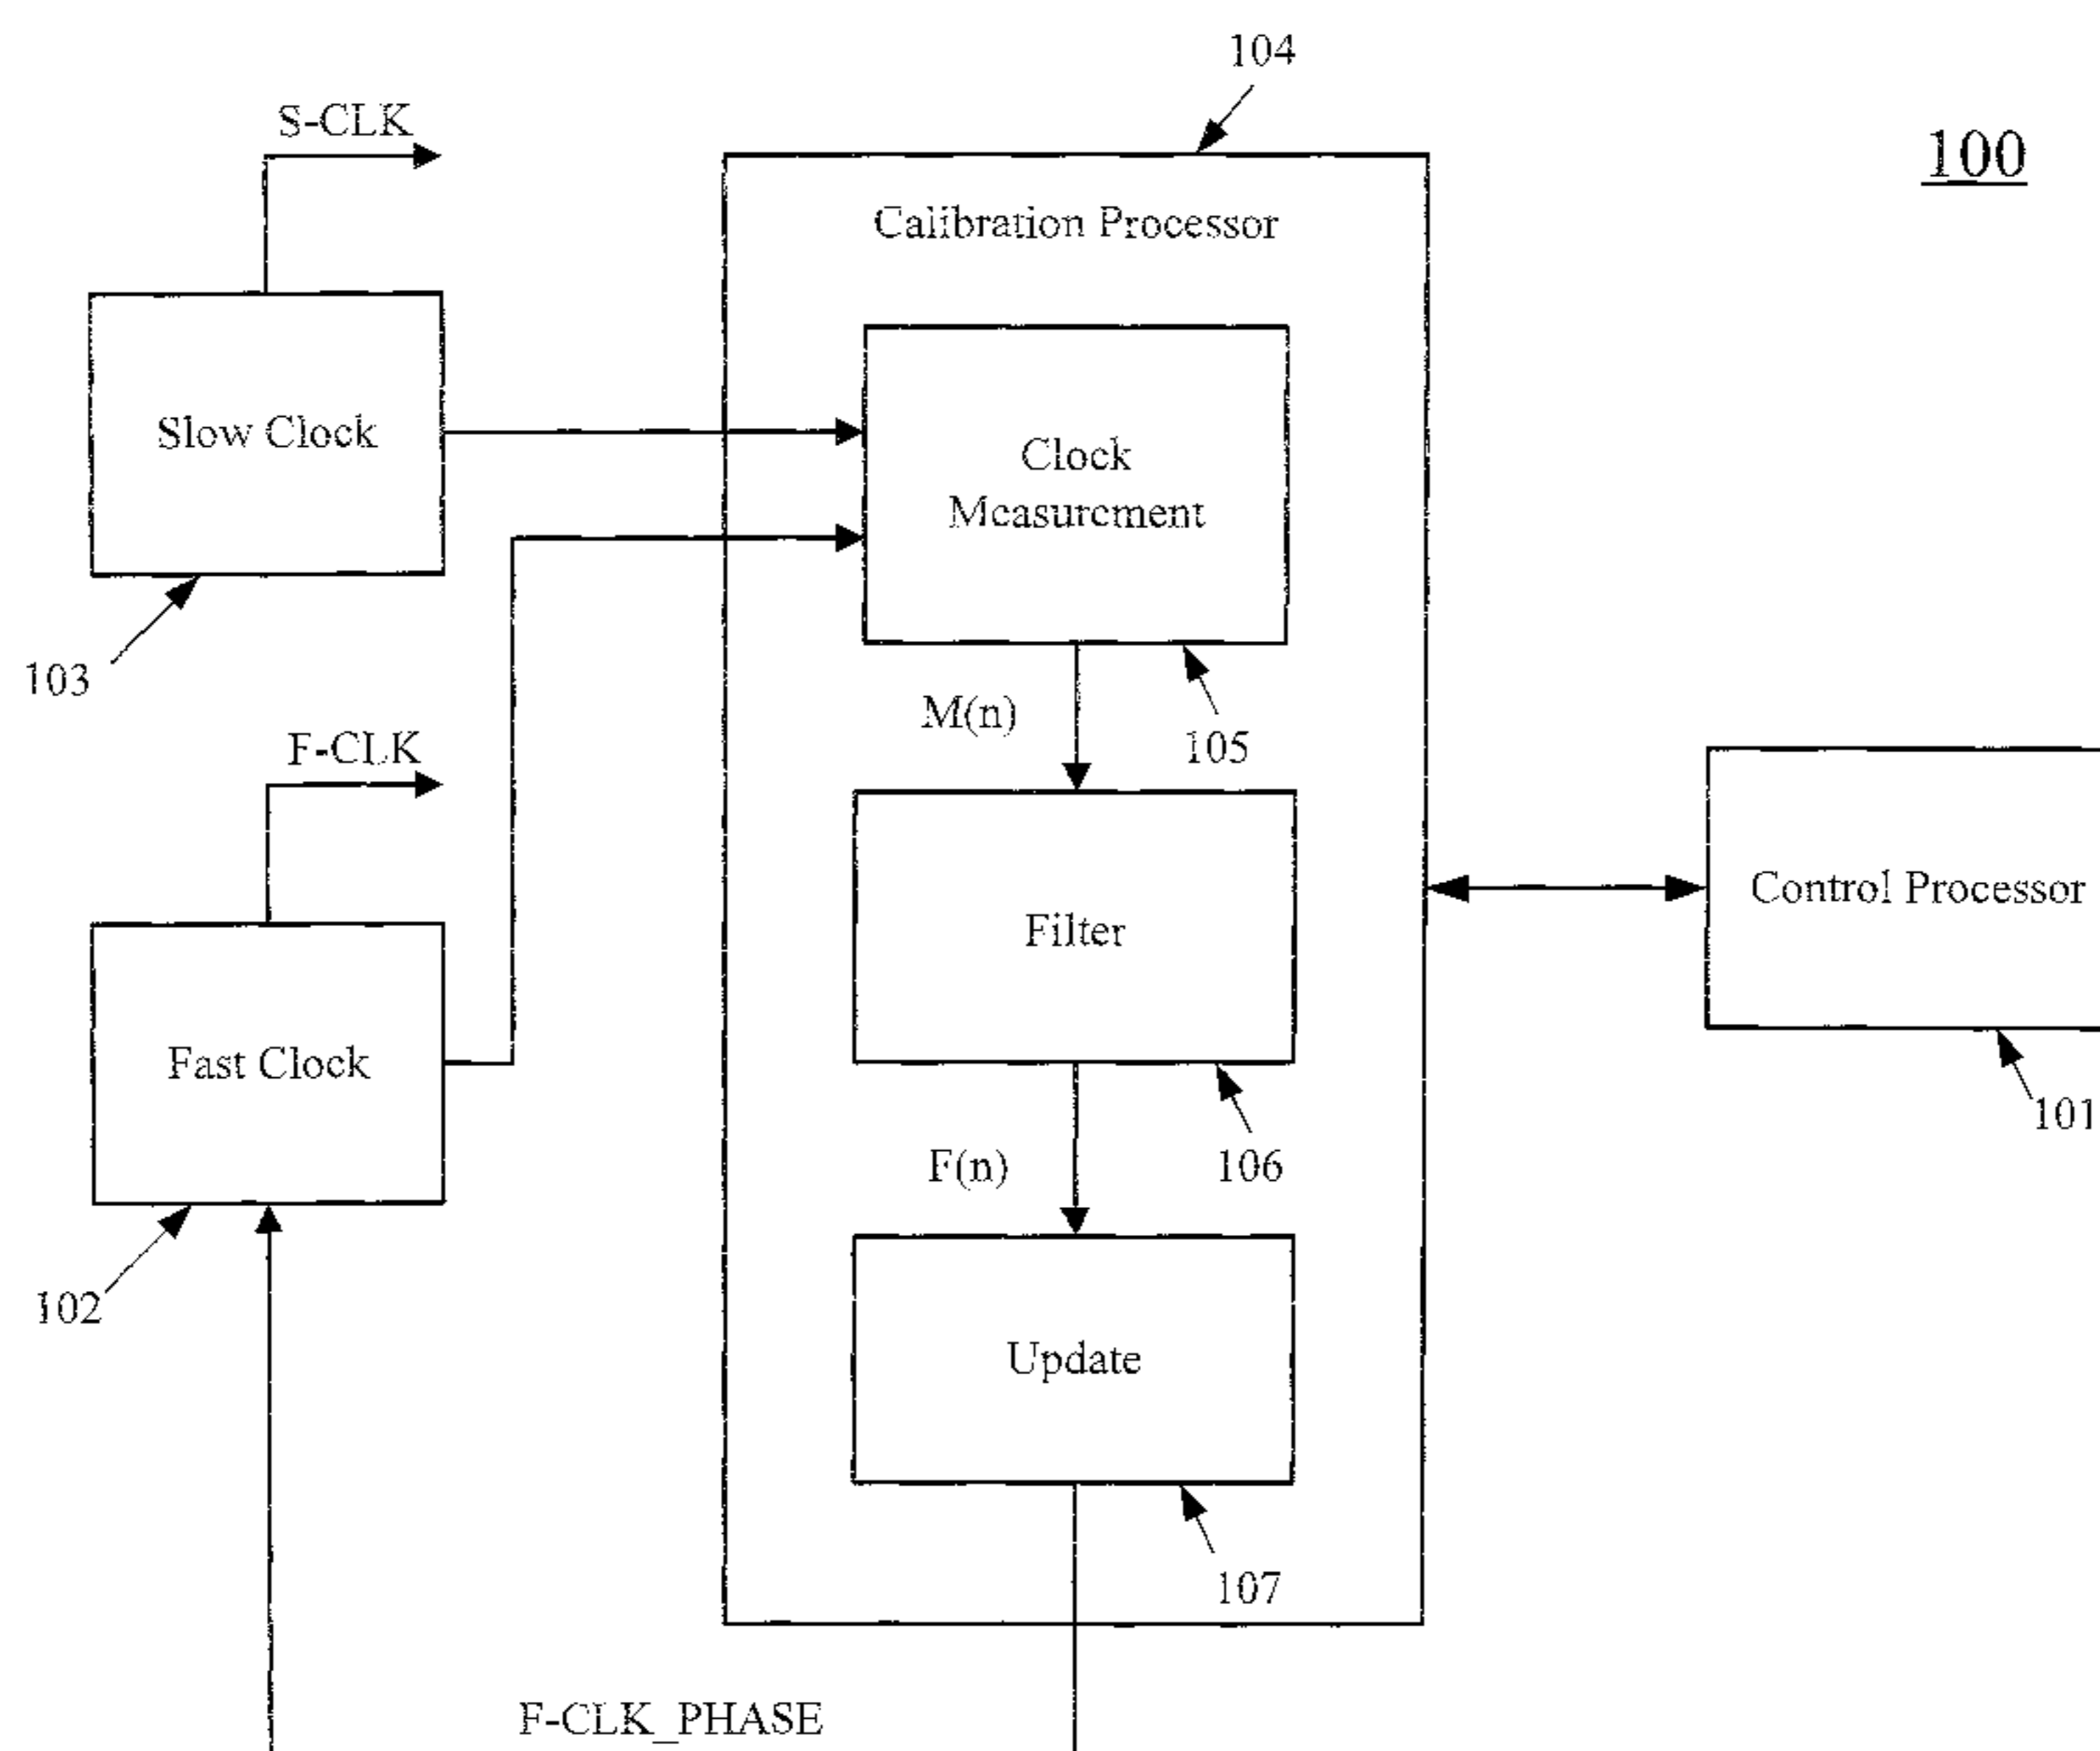 104
S-CLK
100
Calibration Processor
Slow Clock
Clock
Measurement
103
M(n)
105
F-CLK
Control Processor
Filter
Fast Clock
101
F(n)
106
102
Update
107
F-CLK_PHASE